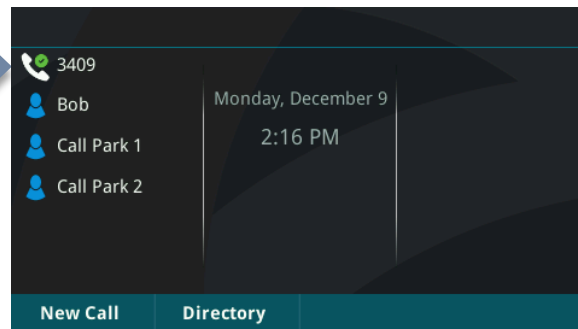 3409
Bob
Call Park 1
Call Park 2
Monday, December 9
2:16 PM
New Call
Directory